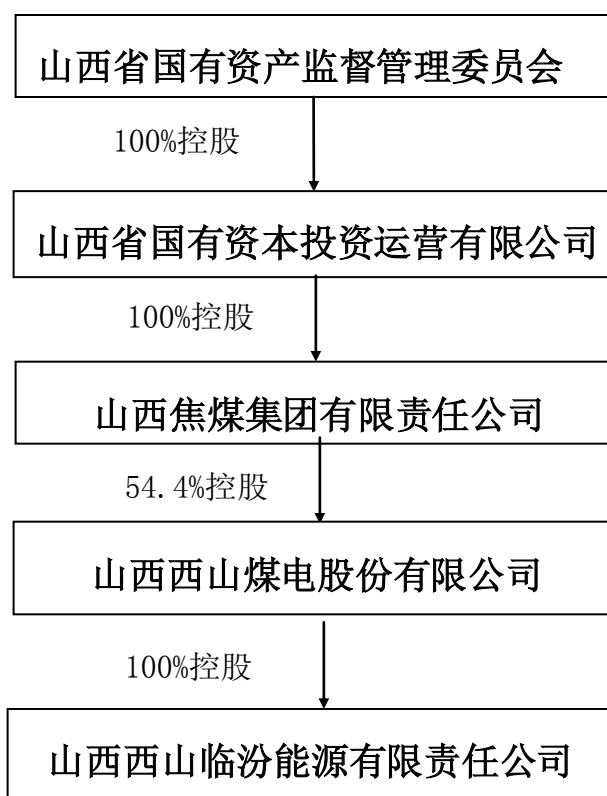 山西省国有资产监督管理委员会
100%控股
山西省国有资本投资运营有限公司
100%控股
山西焦煤集团有限责任公司
54.4%控股
山西西山煤电股份有限公司
100%控股
山西西山临汾能源有限责任公司